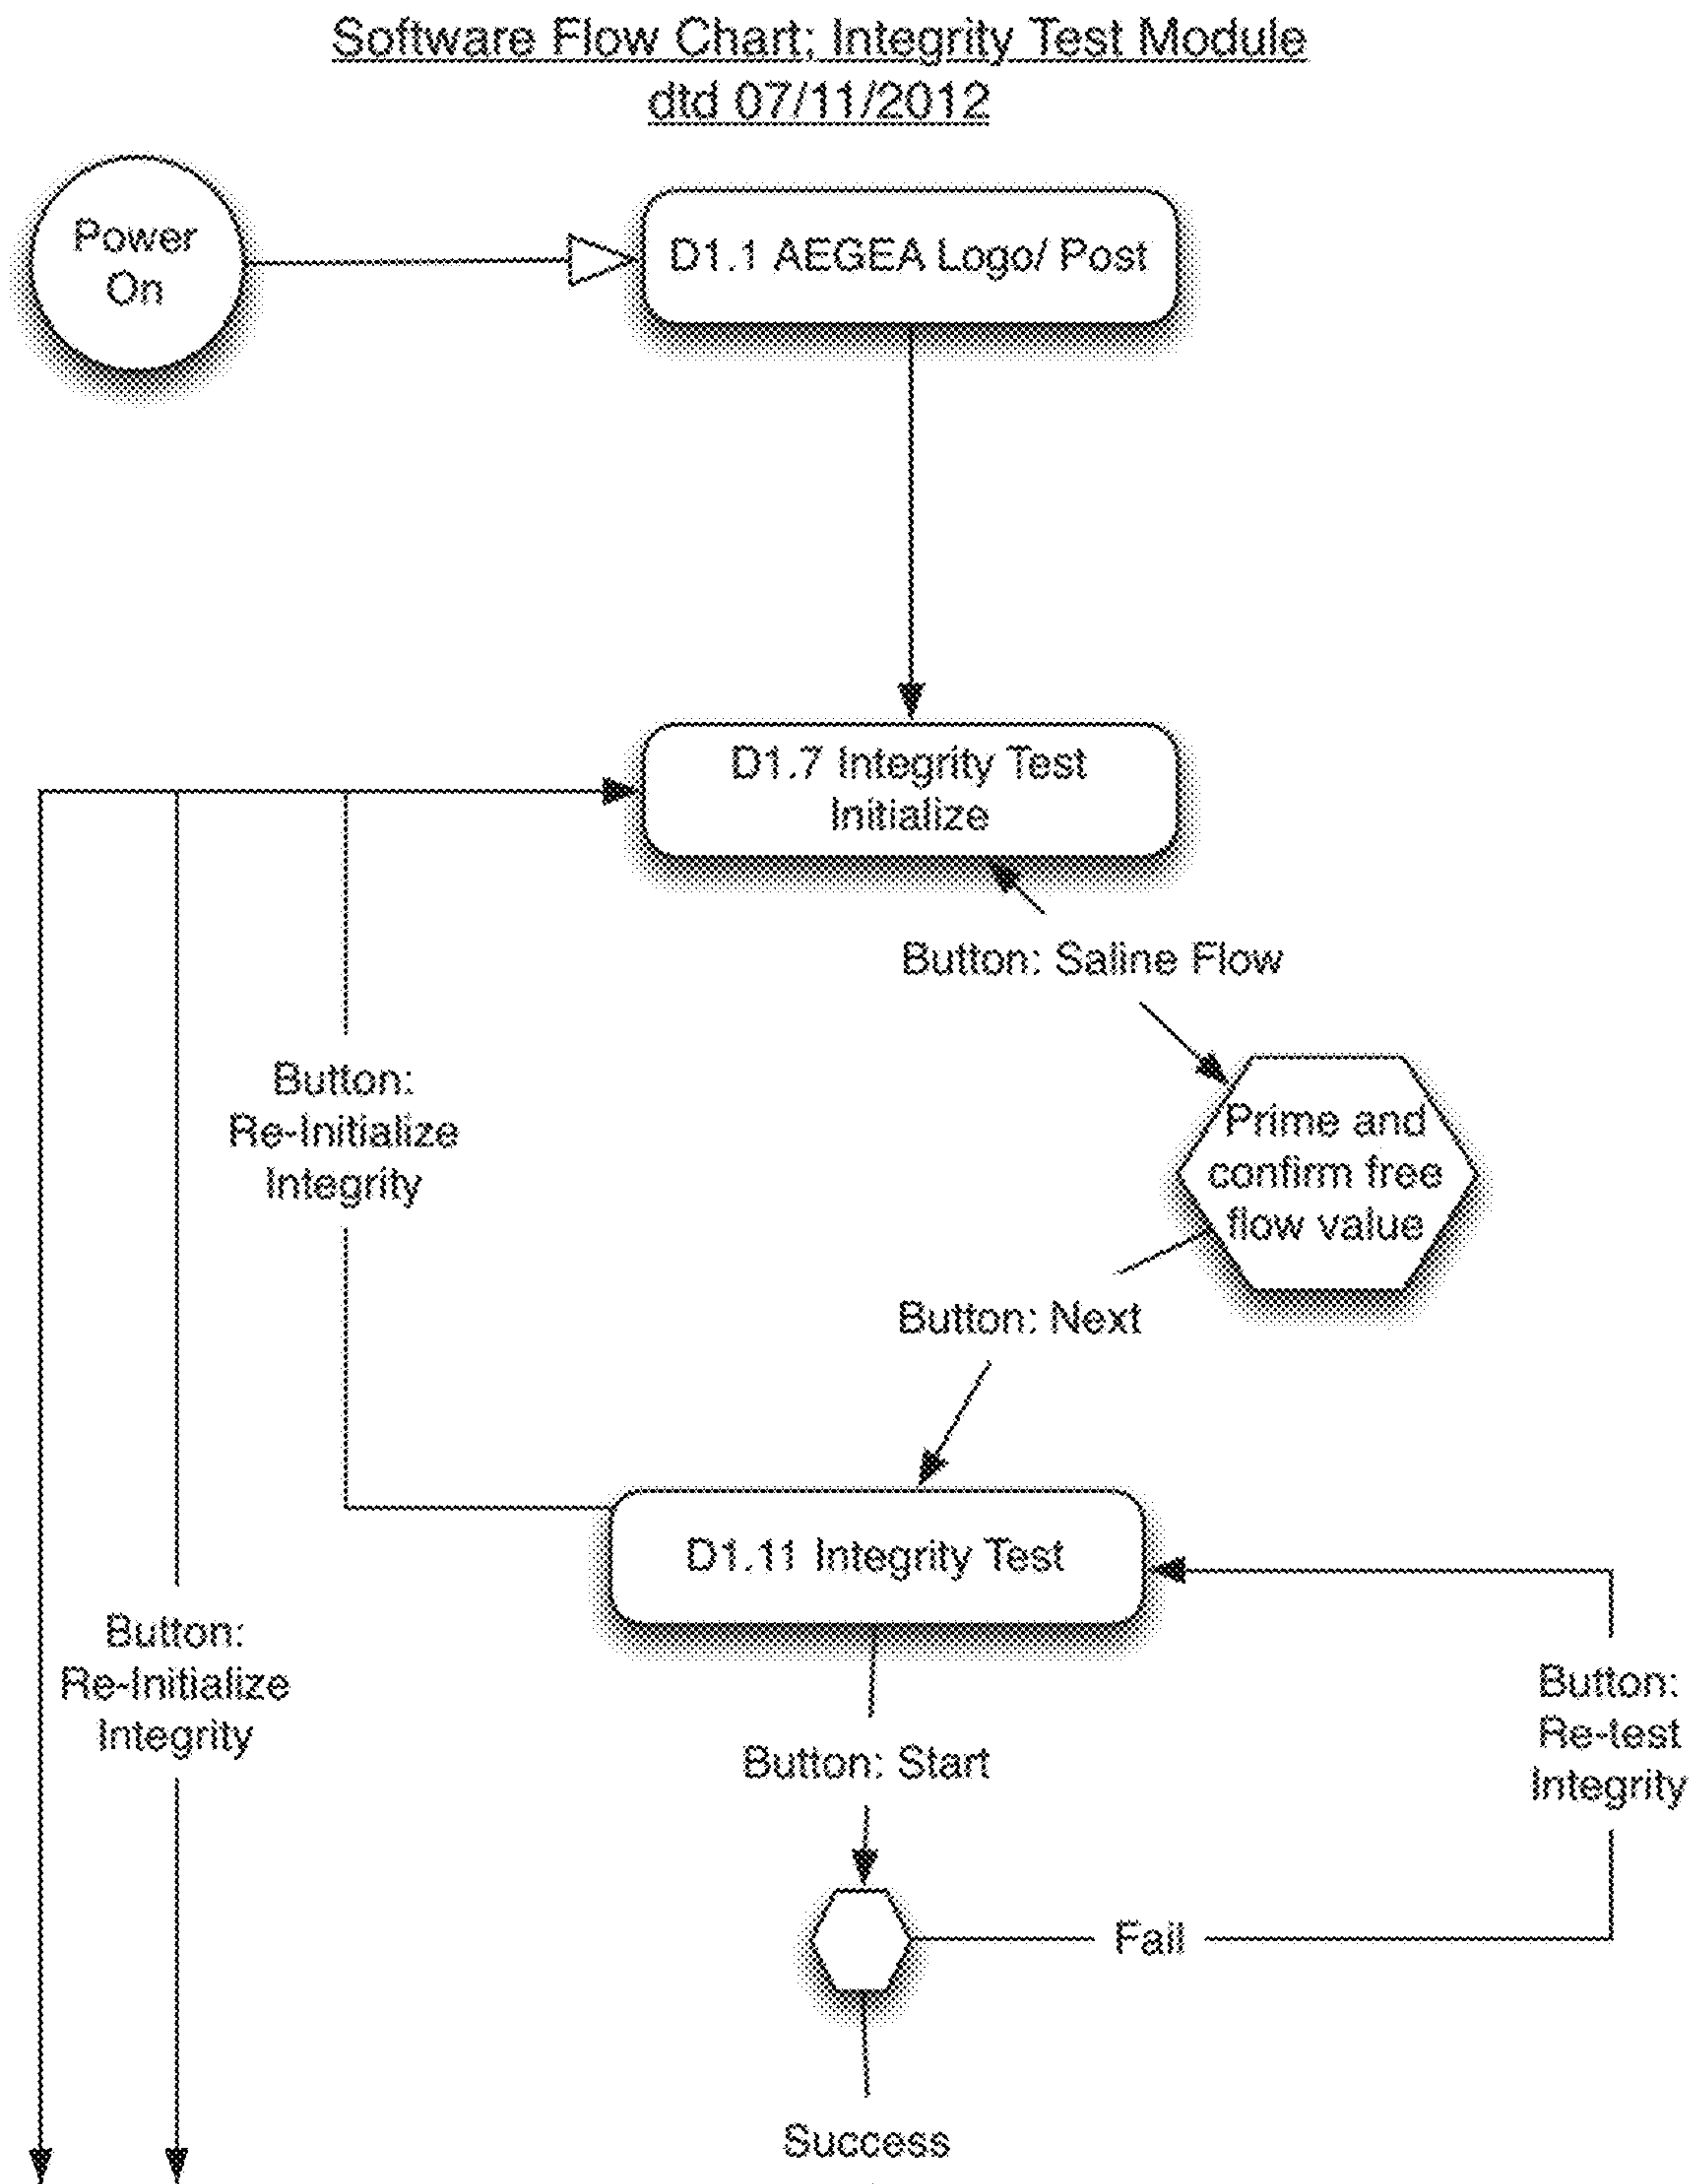 Software Flow Chart; Integrity Test Module
dtd 07/11/2012
Power
On
D1.1 AEGEA Logo/ Post
D1.7 Integrity Test
Initialize
Button: Saline Flow
Button:
Re-Initialize
Integrity
Prime and
confirm free
flow value
Button: Next
D1.11 Integrity Test
Button:
Re-Initialize
Integrity
Button:
Re-test
Integrity
Button: Start
Fail
Success